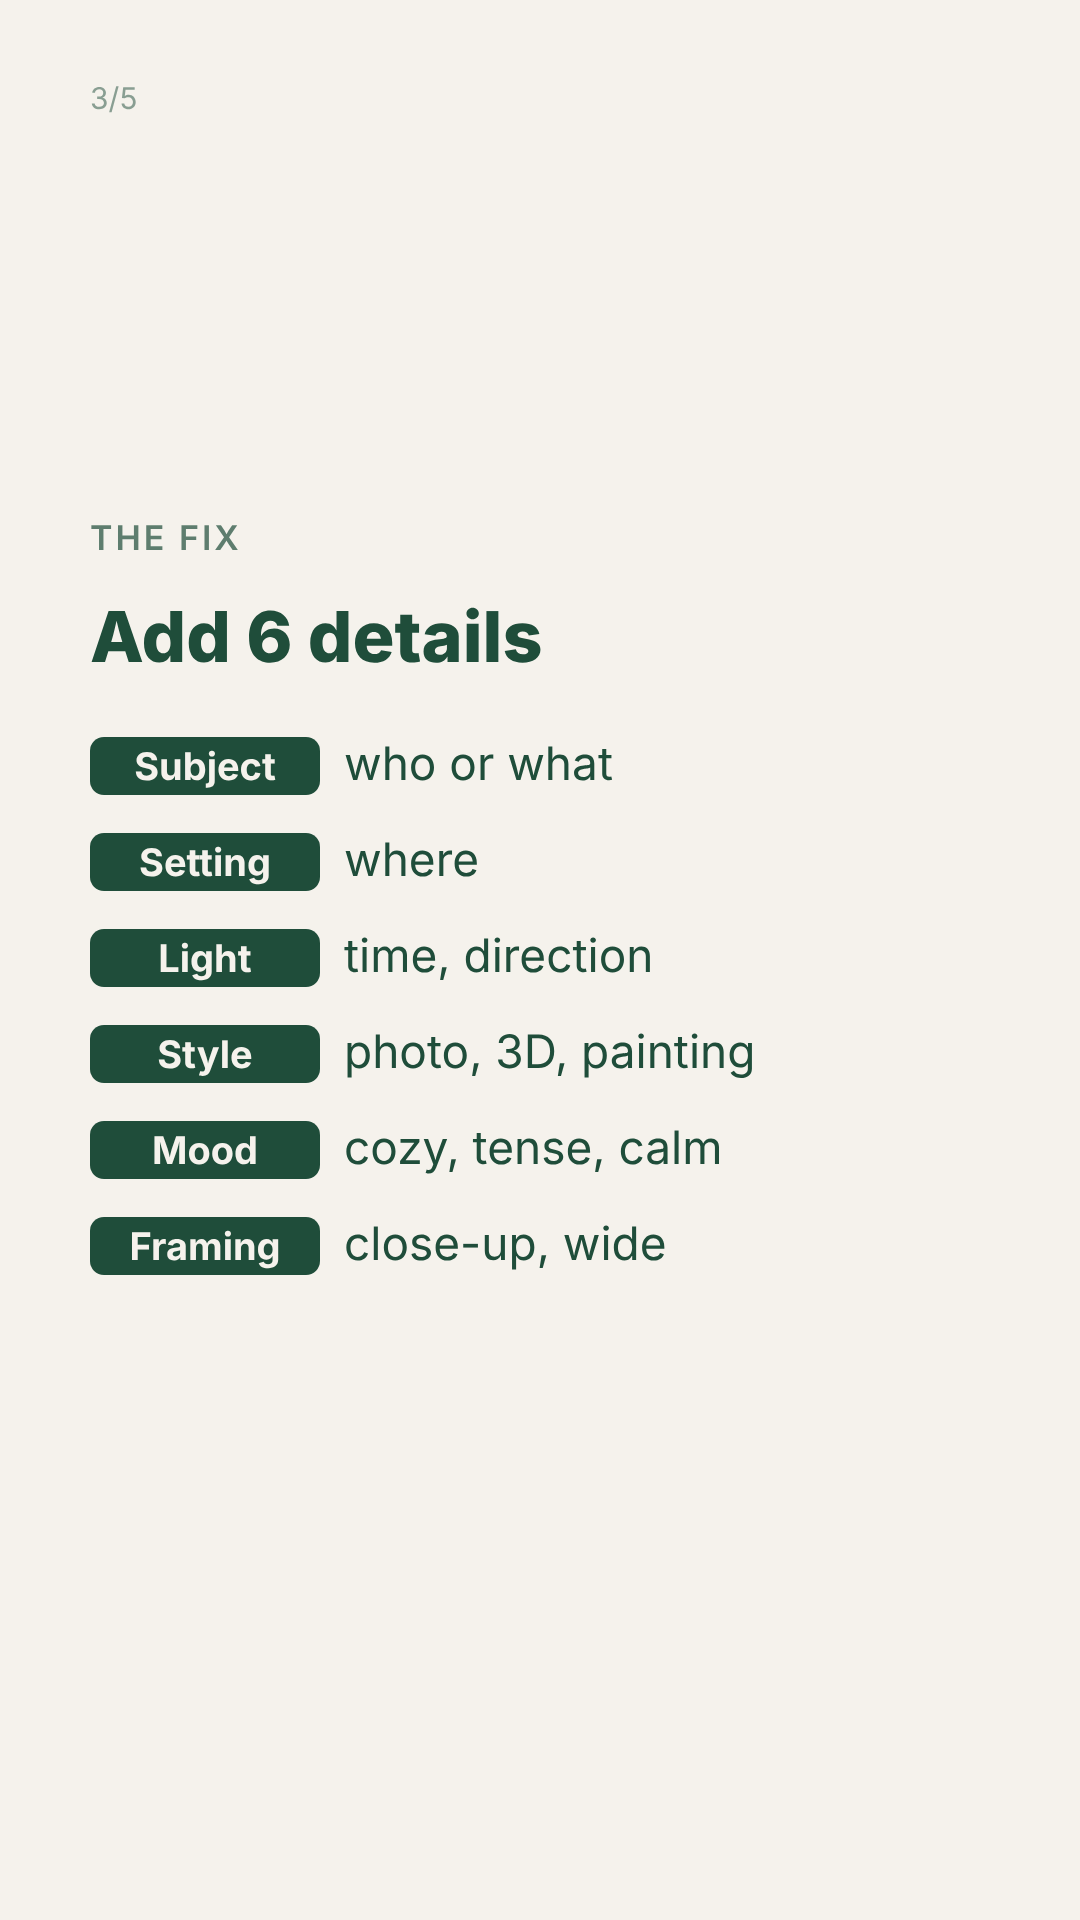 3/5
THE FIX
Add 6 details
Subject who or what
Setting where
Light time, direction
Style photo, 3D, painting
Mood cozy, tense, calm
Framing close-up, wide